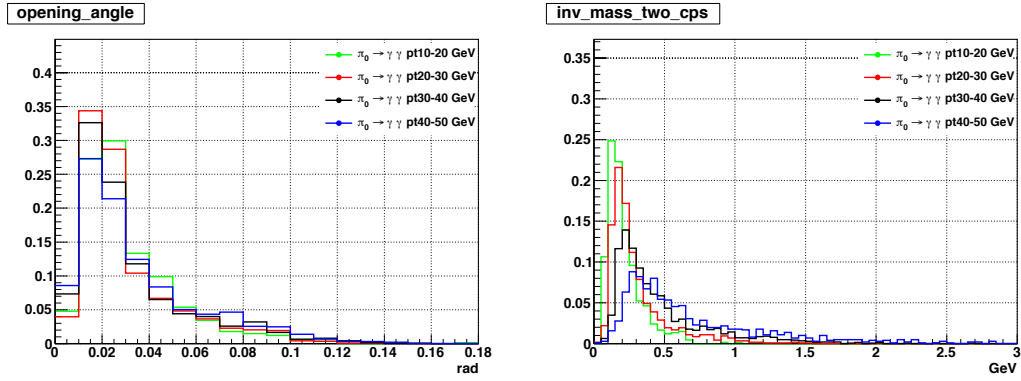 opening_angle
π₀ → γ γ pt10-20 GeV
π₀ → γ γ pt20-30 GeV
π₀ → γ γ pt30-40 GeV
π₀ → γ γ pt40-50 GeV
0.4
0.35
0.3
0.25
0.2
0.15
0.1
0.05
0
0 0.02 0.04 0.06 0.08 0.1 0.12 0.14 0.16 0.18
rad
inv_mass_two_cps
π₀ → γ γ pt10-20 GeV
π₀ → γ γ pt20-30 GeV
π₀ → γ γ pt30-40 GeV
π₀ → γ γ pt40-50 GeV
0.35
0.3
0.25
0.2
0.15
0.1
0.05
0
0 0.5 1 1.5 2 2.5 3
GeV